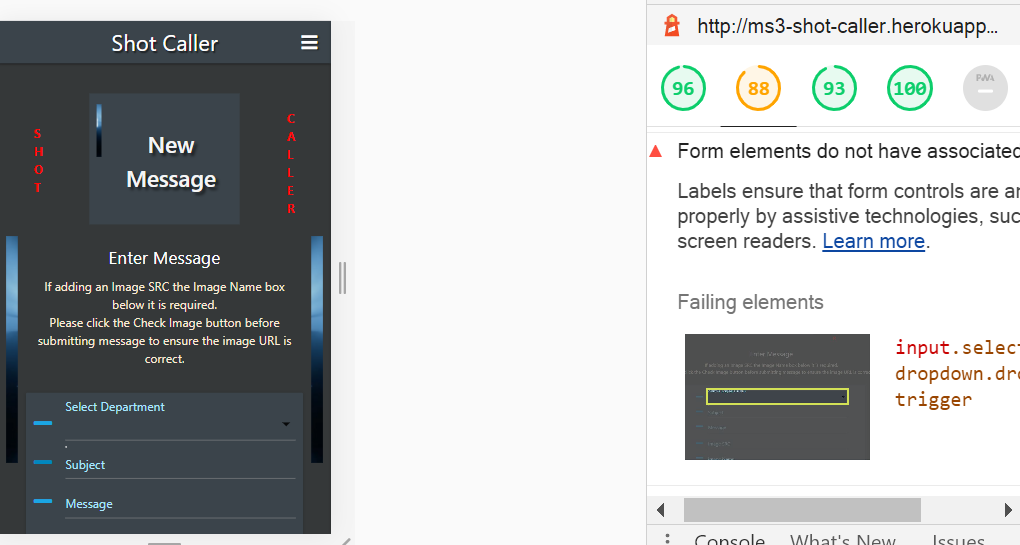 Shot Caller
S
H
O
T
New
Message
C
A
L
L
E
R
Enter Message
If adding an Image SRC the Image Name box
below it is required.
Please click the Check Image button before
submitting message to ensure the image URL is
correct.
Select Department
Subject
Message
http://ms3-shot-caller.herokuapp...
96
88
93
100
PWA
Form elements do not have associated
Labels ensure that form controls are
properly by assistive technologies, suc
screen readers. Learn more.
Failing elements
Enter Message
input.select
dropdown.dro
trigger
Console
What's New
Issues